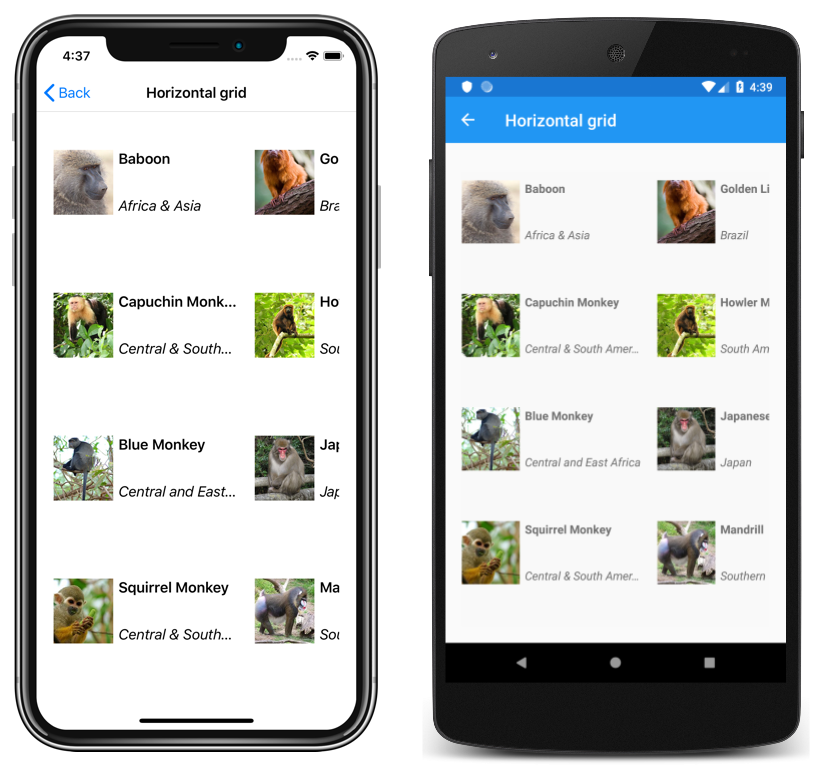 4:37
Back
Horizontal grid
Baboon
Go
Africa & Asia
Bra
Capuchin Monk...
Ho
Central & South...
Sou
Blue Monkey
Jap
Central and East...
Jap
Squirrel Monkey
Ma
Central & South...
Sou
4:39
Horizontal grid
Baboon
Golden Li
Africa & Asia
Brazil
Capuchin Monkey
Howler M
Central & South Amer...
South Am
Blue Monkey
Japanese
Central and East Africa
Japan
Squirrel Monkey
Mandrill
Central & South Amer...
Southern